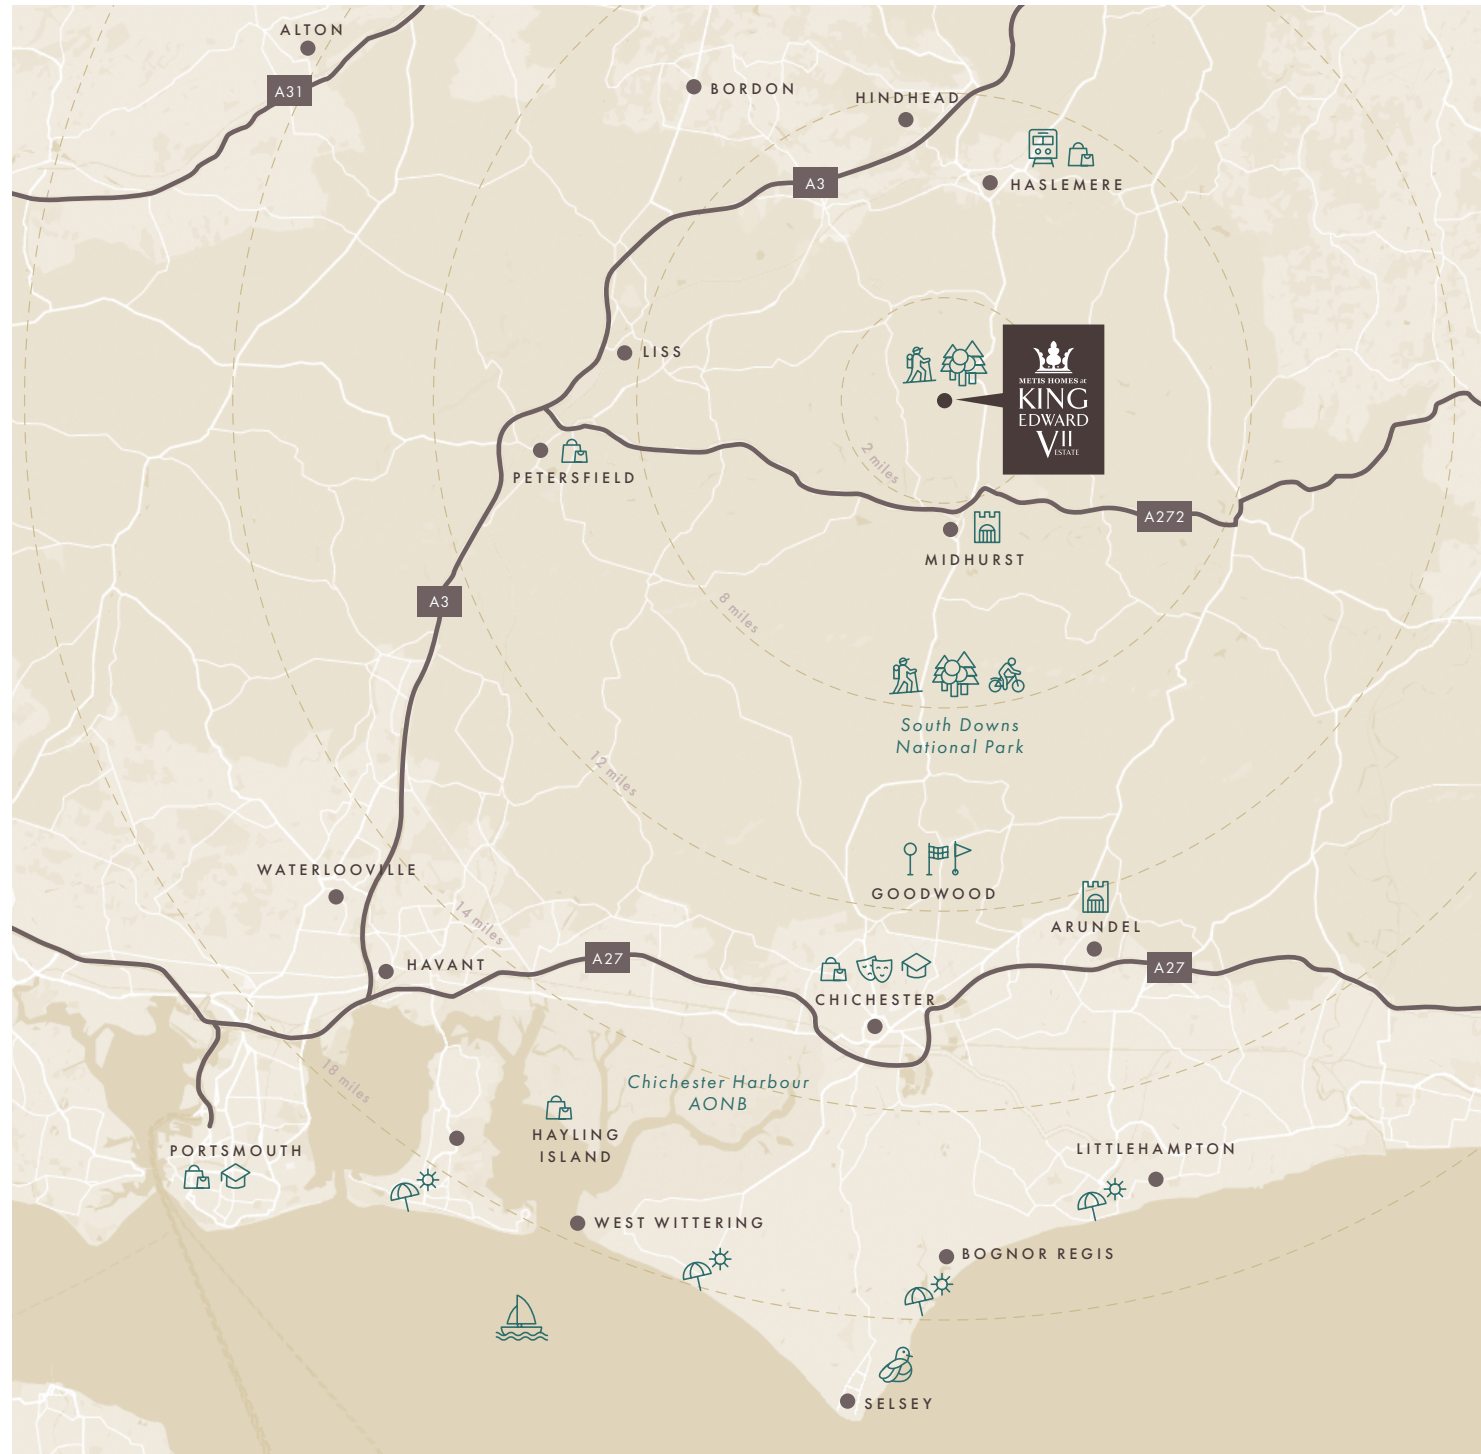 ALTON
A31
BORDON
HINDHEAD
A3
HASLEMERE
LISS
METIS HOMES at
KING
EDWARD
VII
ESTATE
2 miles
PETERSFIELD
A272
MIDHURST
A3
8 miles
South Downs
National Park
12 miles
WATERLOOVILLE
GOODWOOD
14 miles
ARUNDEL
HAVANT
A27
A27
CHICHESTER
18 miles
Chichester Harbour
AONB
HAYLING
ISLAND
PORTSMOUTH
LITTLEHAMPTON
WEST WITTERING
BOGNOR REGIS
SELSEY